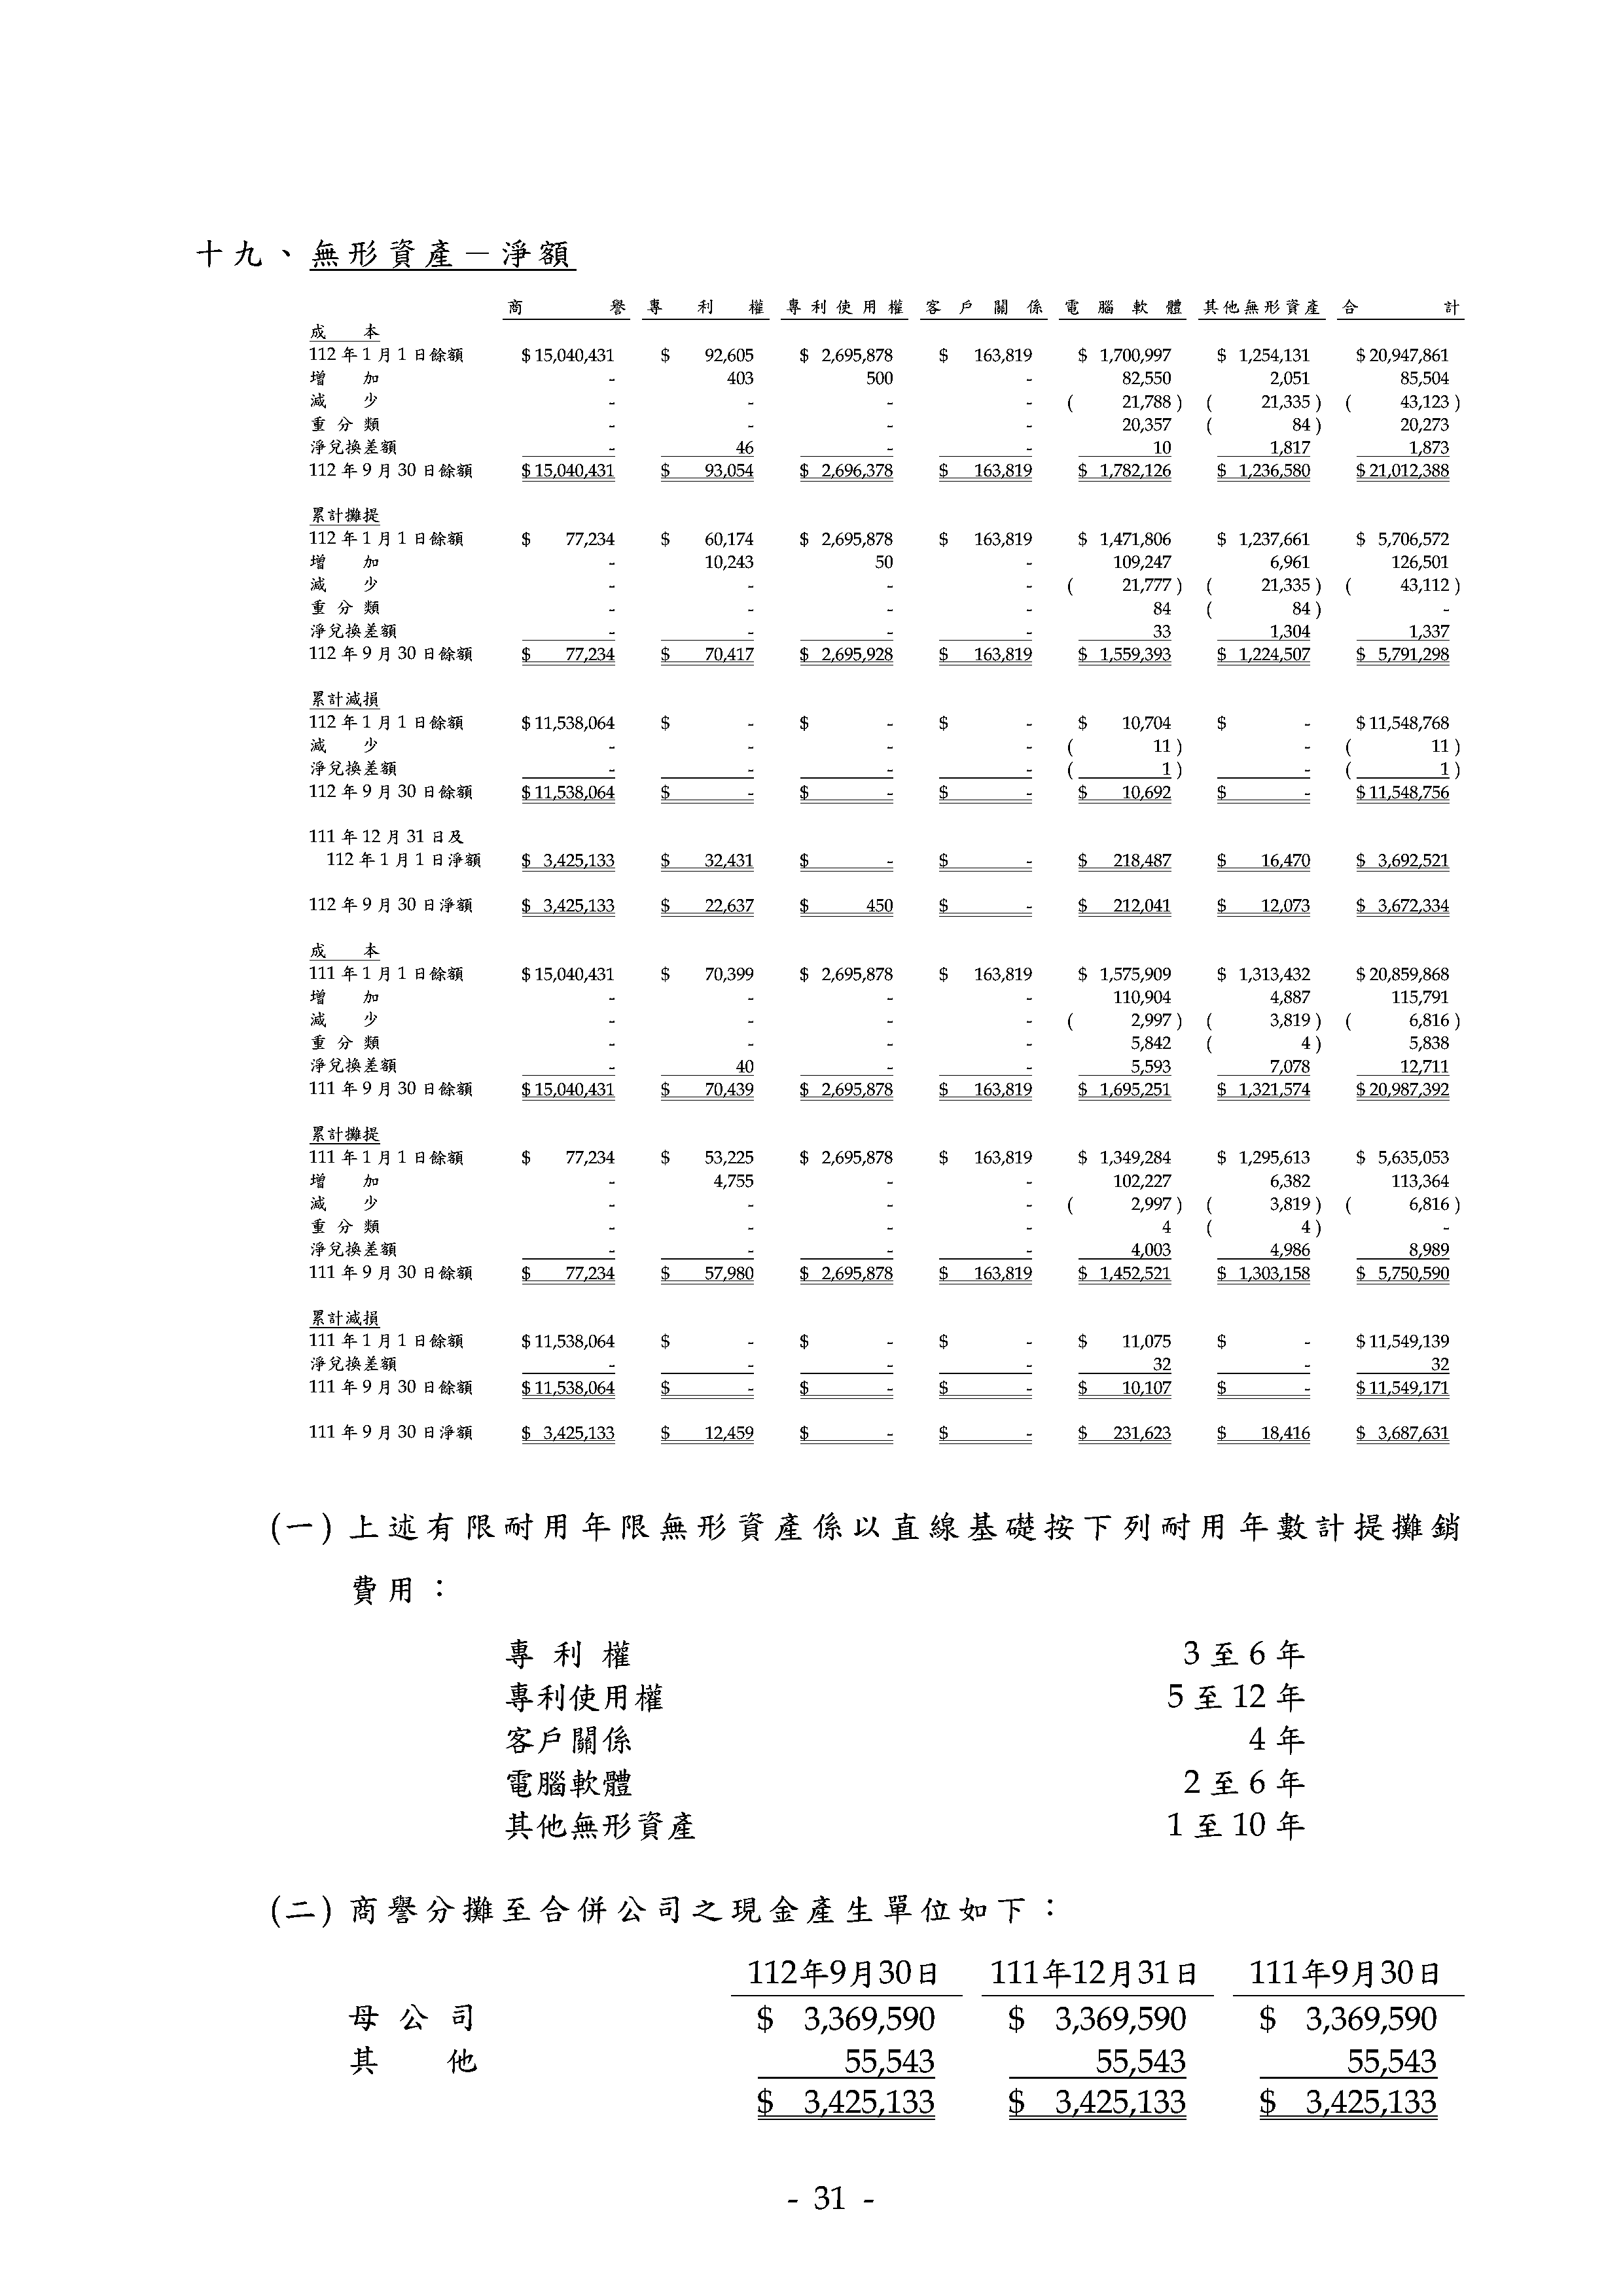 十九、無形資產－淨額
商譽 專利權 專利使用權 客戶關係 電腦軟體 其他無形資產 合計
成本
112年1月1日餘額 $15,040,431 $ 92,605 $ 2,695,878 $ 163,819 $ 1,700,997 $ 1,254,131 $20,947,861
增加 - 403 500 - 82,550 2,051 85,504
減少 - - - - ( 21,788) ( 21,335) ( 43,123)
重分類 - - - - 20,357 ( 84) 20,273
淨兌換差額 - 46 - - 10 1,817 1,873
112年9月30日餘額 $15,040,431 $ 93,054 $ 2,696,378 $ 163,819 $ 1,782,126 $ 1,236,580 $21,012,388
累計攤提
112年1月1日餘額 $ 77,234 $ 60,174 $ 2,695,878 $ 163,819 $ 1,471,806 $ 1,237,661 $ 5,706,572
增加 - 10,243 50 - 109,247 6,961 126,501
減少 - - - - ( 21,777) ( 21,335) ( 43,112)
重分類 - - - - 84 ( 84) -
淨兌換差額 - - - - 33 1,304 1,337
112年9月30日餘額 $ 77,234 $ 70,417 $ 2,695,928 $ 163,819 $ 1,559,393 $ 1,224,507 $ 5,791,298
累計減損
112年1月1日餘額 $11,538,064 $ - $ - $ - $ 10,704 $ - $11,548,768
減少 - - - - ( 11) - ( 11)
淨兌換差額 - - - - ( 1) - ( 1)
112年9月30日餘額 $11,538,064 $ - $ - $ - $ 10,692 $ - $11,548,756
111年12月31日及
112年1月1日淨額 $ 3,425,133 $ 32,431 $ - $ - $ 218,487 $ 16,470 $ 3,692,521
112年9月30日淨額 $ 3,425,133 $ 22,637 $ 450 $ - $ 212,041 $ 12,073 $ 3,672,334
成本
111年1月1日餘額 $15,040,431 $ 70,399 $ 2,695,878 $ 163,819 $ 1,575,909 $ 1,313,432 $20,859,868
增加 - - - - 110,904 4,887 115,791
減少 - - - - ( 2,997) ( 3,819) ( 6,816)
重分類 - - - - 5,842 ( 4) 5,838
淨兌換差額 - 40 - - 5,593 7,078 12,711
111年9月30日餘額 $15,040,431 $ 70,439 $ 2,695,878 $ 163,819 $ 1,695,251 $ 1,321,574 $20,987,392
累計攤提
111年1月1日餘額 $ 77,234 $ 53,225 $ 2,695,878 $ 163,819 $ 1,349,284 $ 1,295,613 $ 5,635,053
增加 - 4,755 - - 102,227 6,382 113,364
減少 - - - - ( 2,997) ( 3,819) ( 6,816)
重分類 - - - - 4 ( 4) -
淨兌換差額 - - - - 4,003 4,986 8,989
111年9月30日餘額 $ 77,234 $ 57,980 $ 2,695,878 $ 163,819 $ 1,452,521 $ 1,303,158 $ 5,750,590
累計減損
111年1月1日餘額 $11,538,064 $ - $ - $ - $ 11,075 $ - $11,549,139
淨兌換差額 - - - - 32 - 32
111年9月30日餘額 $11,538,064 $ - $ - $ - $ 10,107 $ - $11,549,171
111年9月30日淨額 $ 3,425,133 $ 12,459 $ - $ - $ 231,623 $ 18,416 $ 3,687,631
(一)上述有限耐用年限無形資產係以直線基礎按下列耐用年數計提攤銷
費用：
專利權 3至6年
專利使用權 5至12年
客戶關係 4年
電腦軟體 2至6年
其他無形資產 1至10年
(二)商譽分攤至合併公司之現金產生單位如下：
112年9月30日 111年12月31日 111年9月30日
母公司 $ 3,369,590 $ 3,369,590 $ 3,369,590
其他 55,543 55,543 55,543
$ 3,425,133 $ 3,425,133 $ 3,425,133
- 31 -